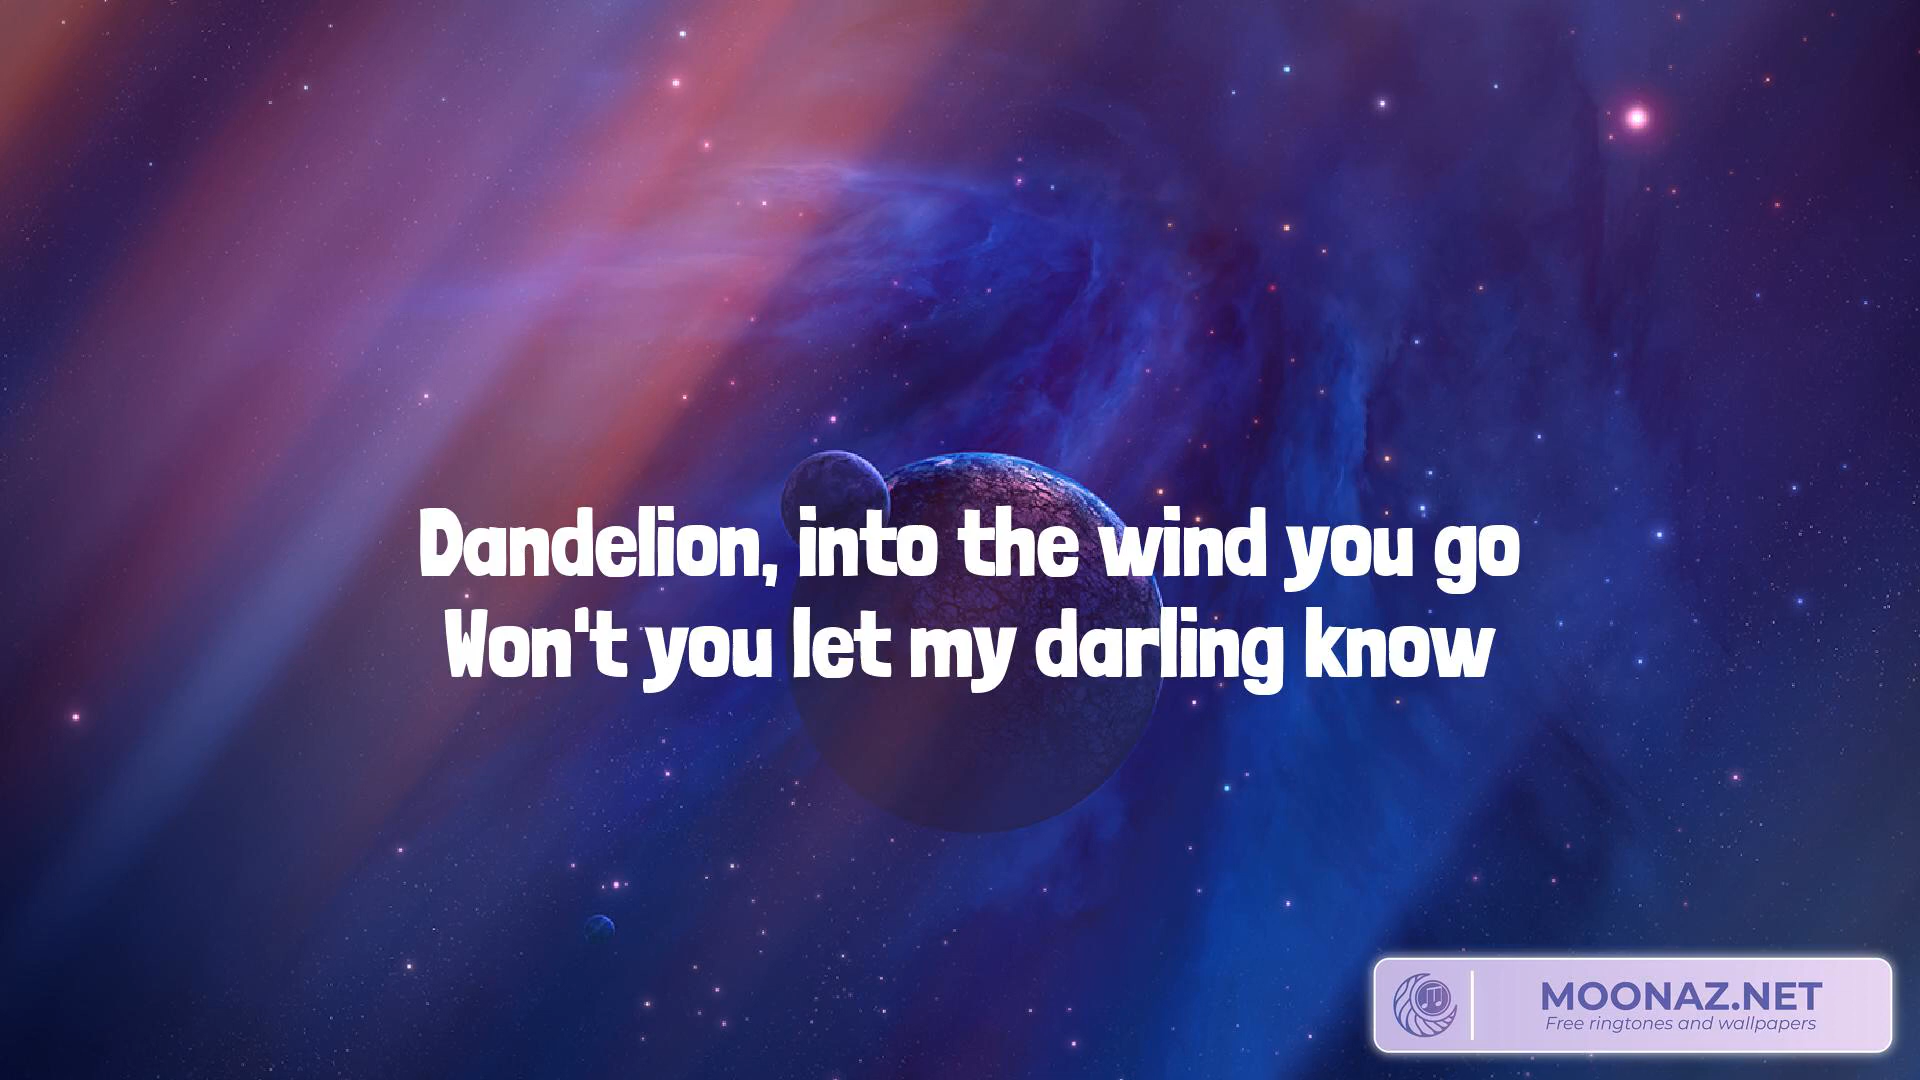 Dandelion, into the wind you go
Won't you let my darling know
MOONAZ.NET
Free ringtones and wallpapers